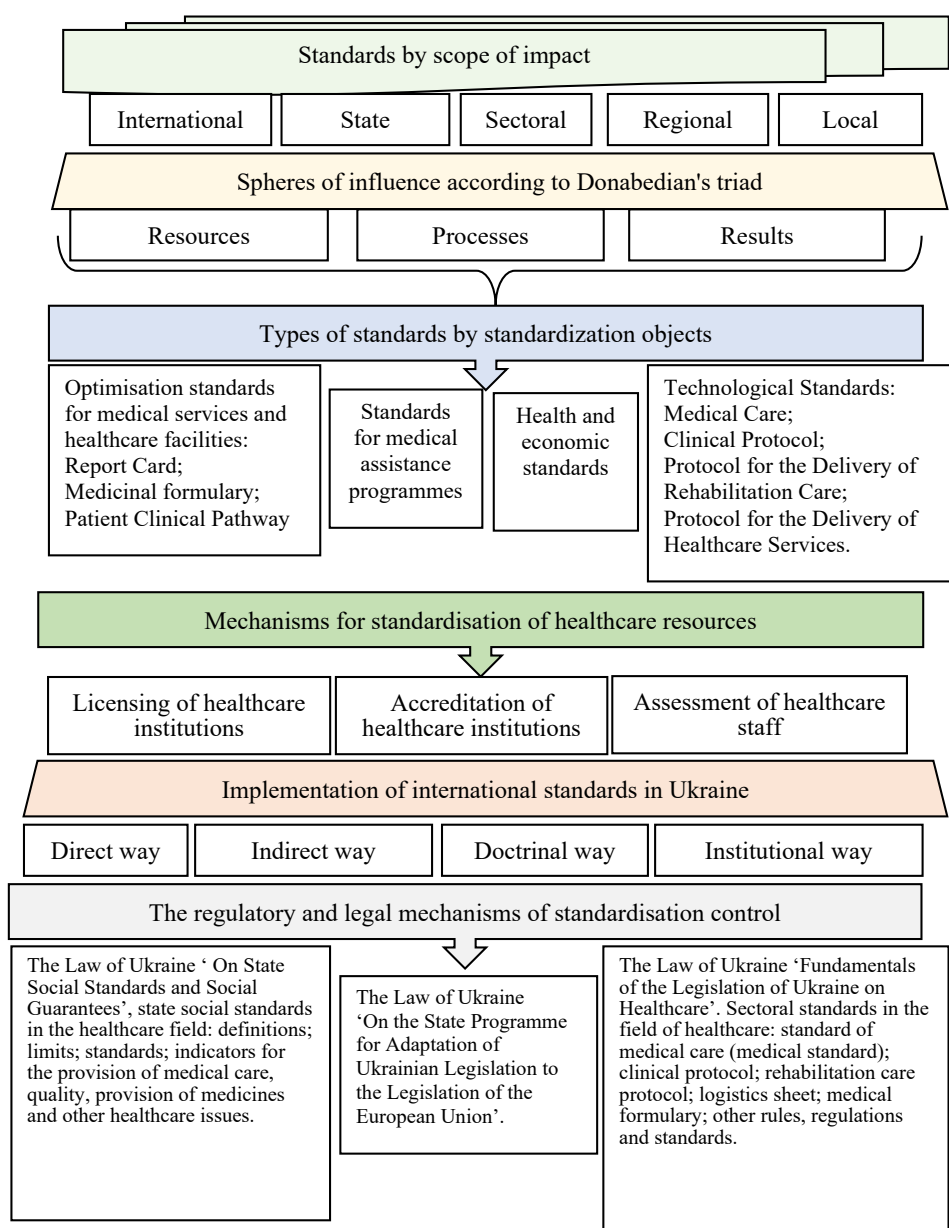 Standards by scope of impact
International
State
Sectoral
Regional
Local
Spheres of influence according to Donabedian's triad
Resources
Processes
Results
Types of standards by standardization objects
Optimisation standards
for medical services and
healthcare facilities:
Report Card;
Medicinal formulary;
Patient Clinical Pathway
Standards
for medical
assistance
programmes
Health and
economic
standards
Technological Standards:
Medical Care;
Clinical Protocol;
Protocol for the Delivery of
Rehabilitation Care;
Protocol for the Delivery of
Healthcare Services.
Mechanisms for standardisation of healthcare resources
Licensing of healthcare
institutions
Accreditation of
healthcare institutions
Assessment of healthcare
staff
Implementation of international standards in Ukraine
Direct way
Indirect way
Doctrinal way
Institutional way
The regulatory and legal mechanisms of standardisation control
The Law of Ukraine ‘ On State
Social Standards and Social
Guarantees’, state social standards
in the healthcare field: definitions;
limits; standards; indicators for
the provision of medical care,
quality, provision of medicines
and other healthcare issues.
The Law of Ukraine
‘On the State Programme
for Adaptation of
Ukrainian Legislation to
the Legislation of the
European Union’.
The Law of Ukraine ‘Fundamentals
of the Legislation of Ukraine on
Healthcare’. Sectoral standards in the
field of healthcare: standard of
medical care (medical standard);
clinical protocol; rehabilitation care
protocol; logistics sheet; medical
formulary; other rules, regulations
and standards.